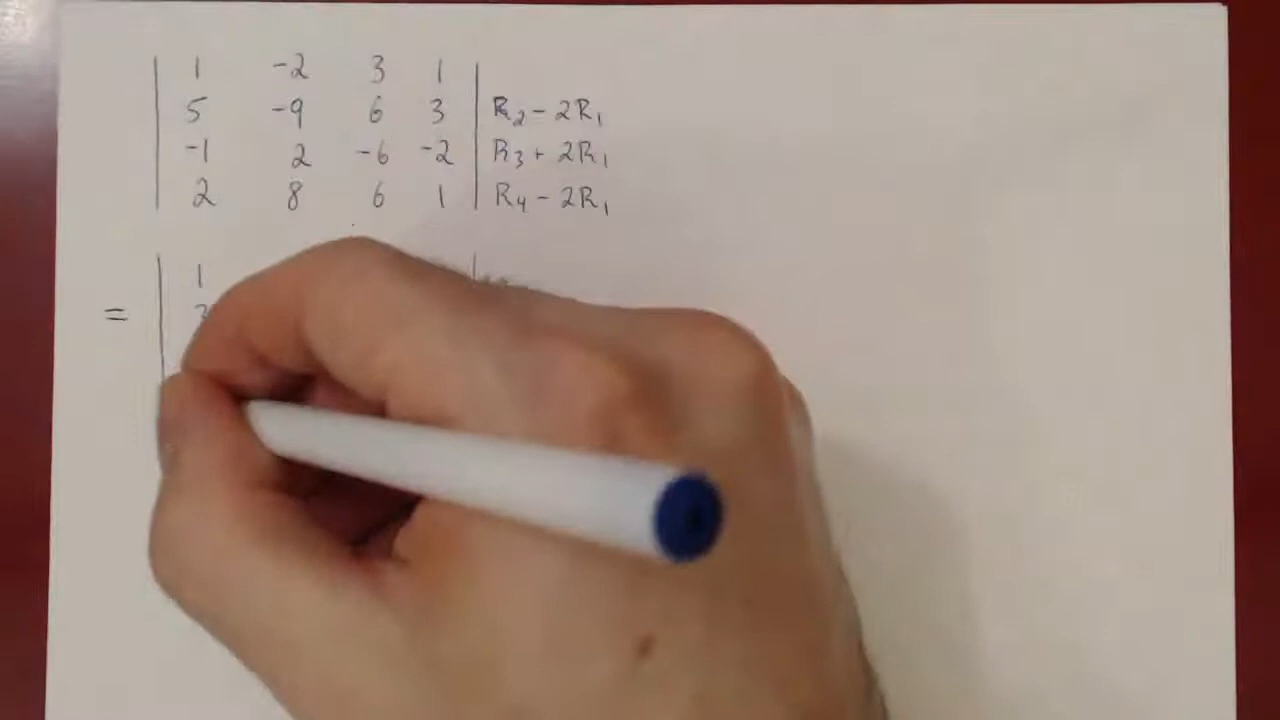 1 -2 3 1
5 -9 6 3 R₂ - 2R₁
-1 2 -6 -2 R₃ + 2R₁
2 8 6 1 R₄ - 2R₁
= 1